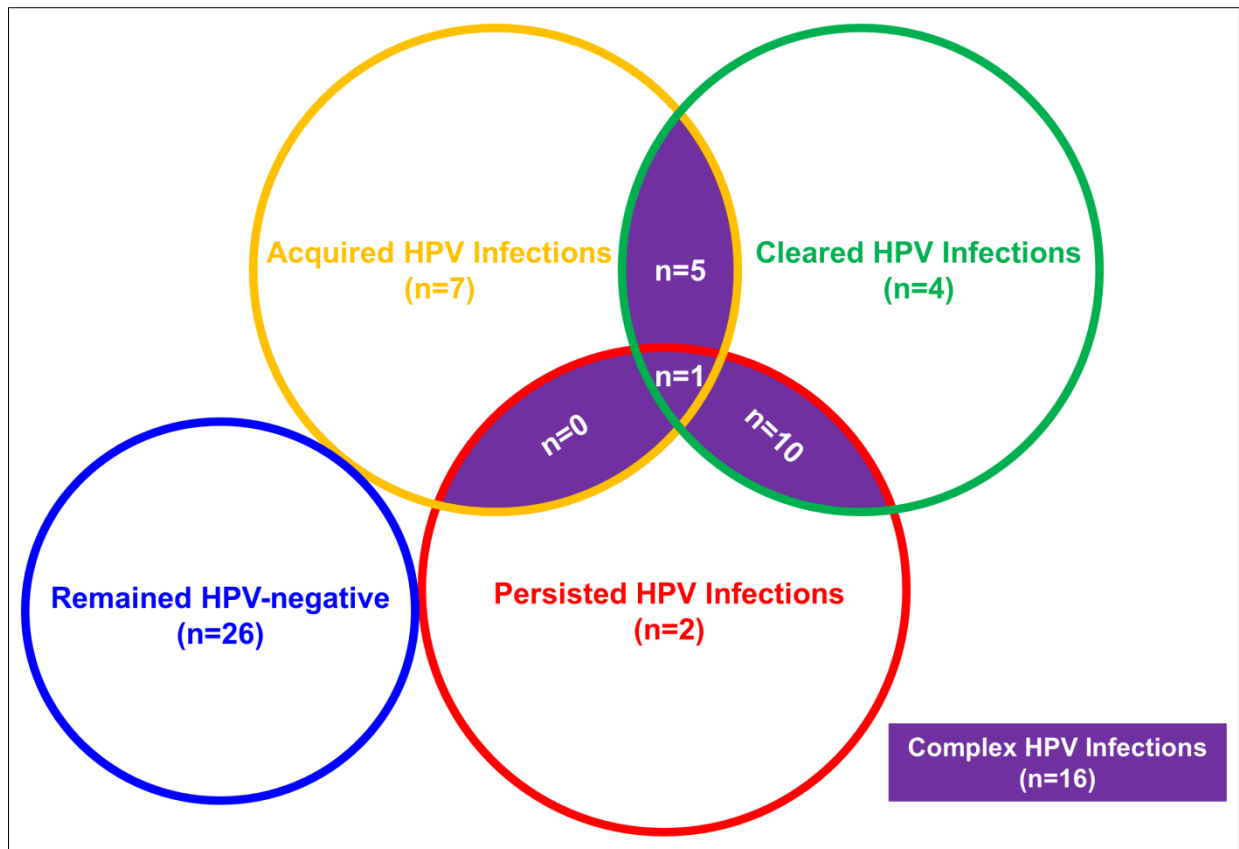 Acquired HPV Infections
(n=7)
n=5
Cleared HPV Infections
(n=4)
n=1
n=0
n=10
Remained HPV-negative
(n=26)
Persisted HPV Infections
(n=2)
Complex HPV Infections
(n=16)